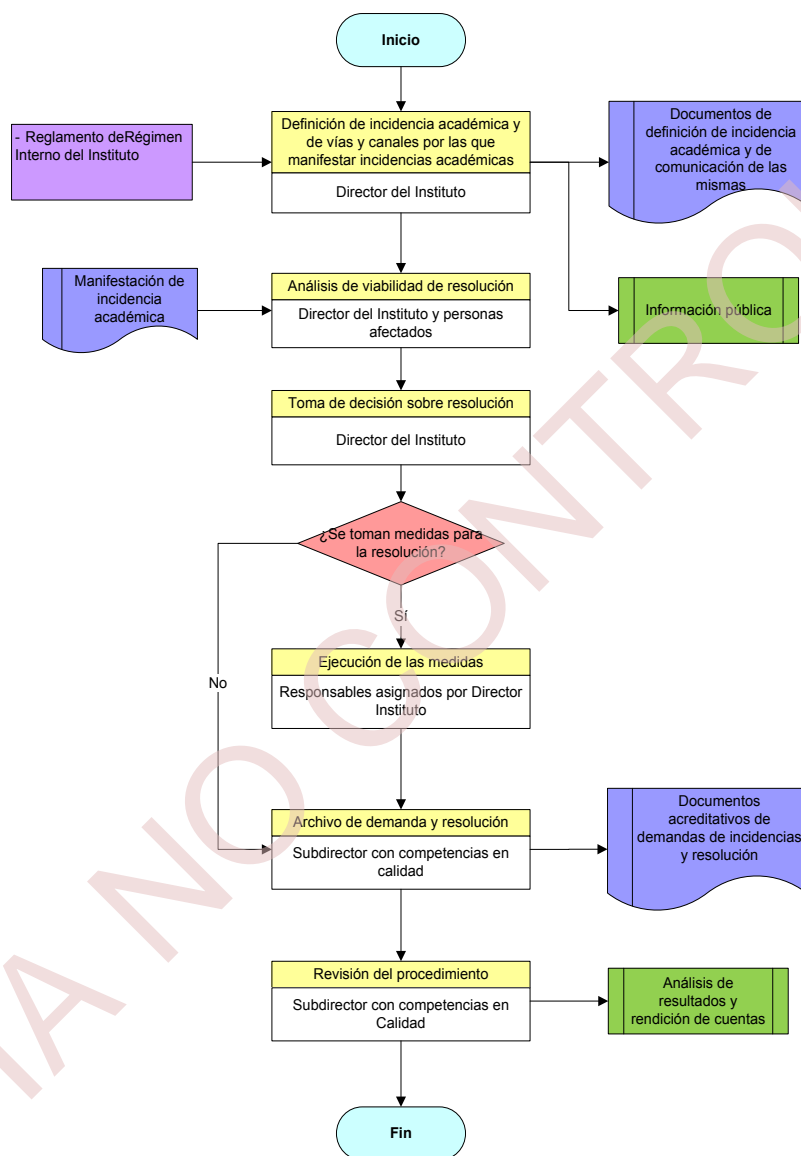 Inicio
- Reglamento deRégimen
Interno del Instituto
Definición de incidencia académica y
de vías y canales por las que
manifestar incidencias académicas
Director del Instituto
Documentos de
definición de incidencia
académica y de
comunicación de las
mismas
Manifestación de
incidencia
académica
Análisis de viabilidad de resolución
Director del Instituto y personas
afectados
Información pública
Toma de decisión sobre resolución
Director del Instituto
¿Se toman medidas para
la resolución?
Sí
No
Ejecución de las medidas
Responsables asignados por Director
Instituto
Archivo de demanda y resolución
Subdirector con competencias en
calidad
Documentos
acreditativos de
demandas de incidencias
y resolución
Revisión del procedimiento
Subdirector con competencias en
Calidad
Análisis de
resultados y
rendición de cuentas
Fin
IA NO CONTRO